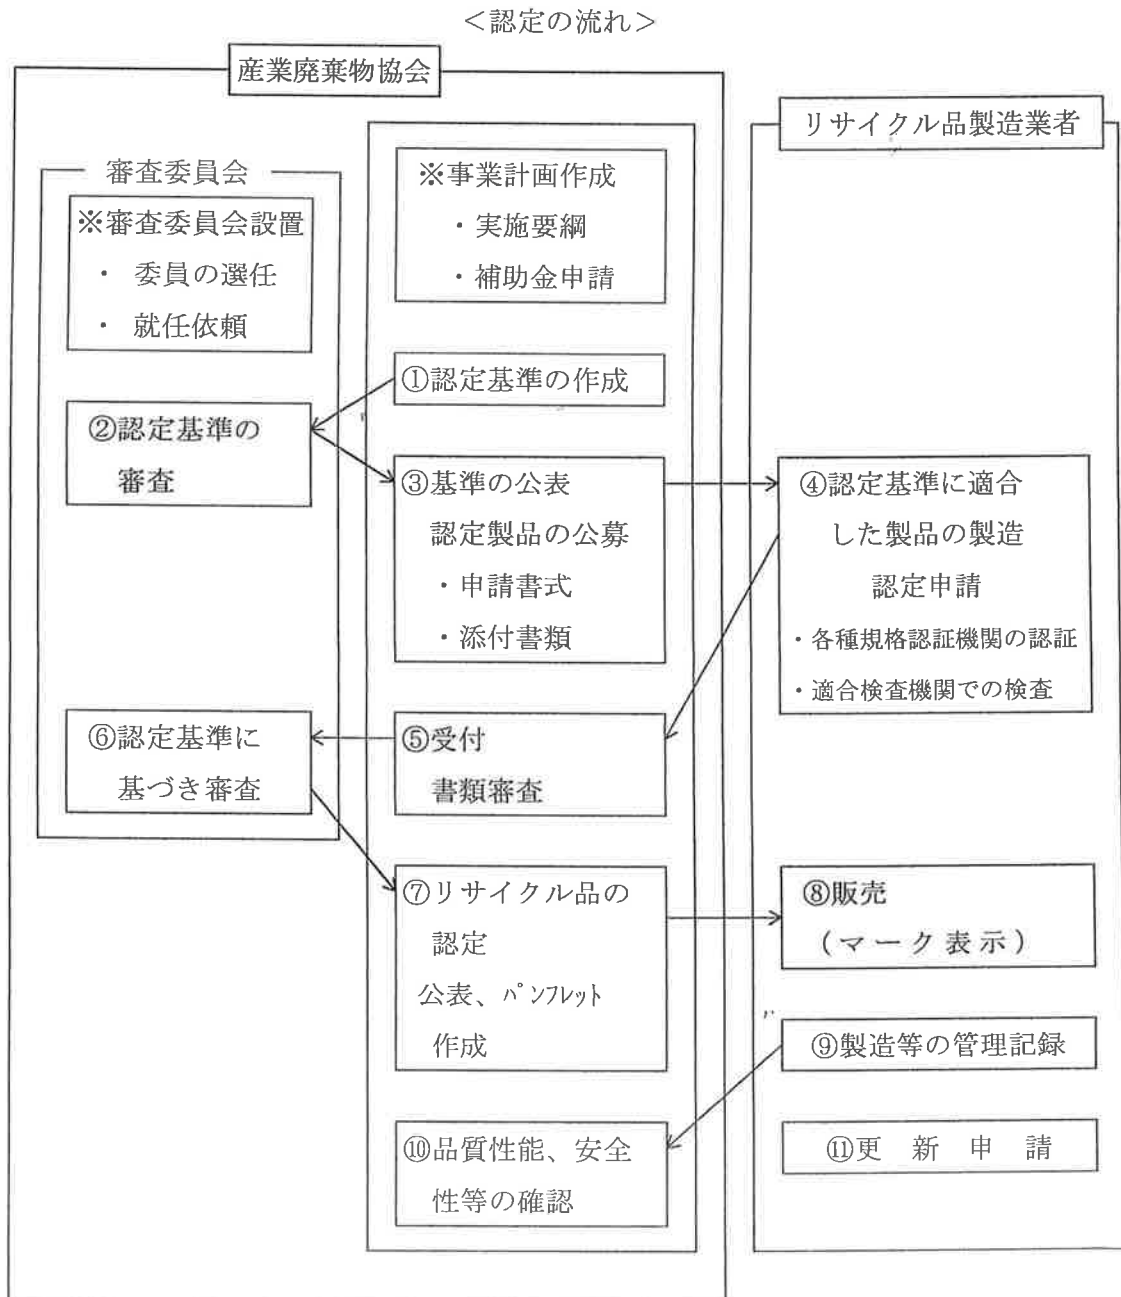 ＜認定の流れ＞
産業廃棄物協会
リサイクル品製造業者
審査委員会
※審査委員会設置
・ 委員の選任
・ 就任依頼
※事業計画作成
・実施要綱
・補助金申請
①認定基準の作成
②認定基準の
審査
③基準の公表
認定製品の公募
・申請書式
・添付書類
④認定基準に適合
した製品の製造
認定申請
・各種規格認証機関の認証
・適合検査機関での検査
⑤受付
書類審査
⑥認定基準に
基づき審査
⑦リサイクル品の
認定
公表、ﾊﾟﾝﾌﾚｯﾄ
作成
⑧販売
（マーク表示）
⑨製造等の管理記録
⑩品質性能、安全
性等の確認
⑪更 新 申 請